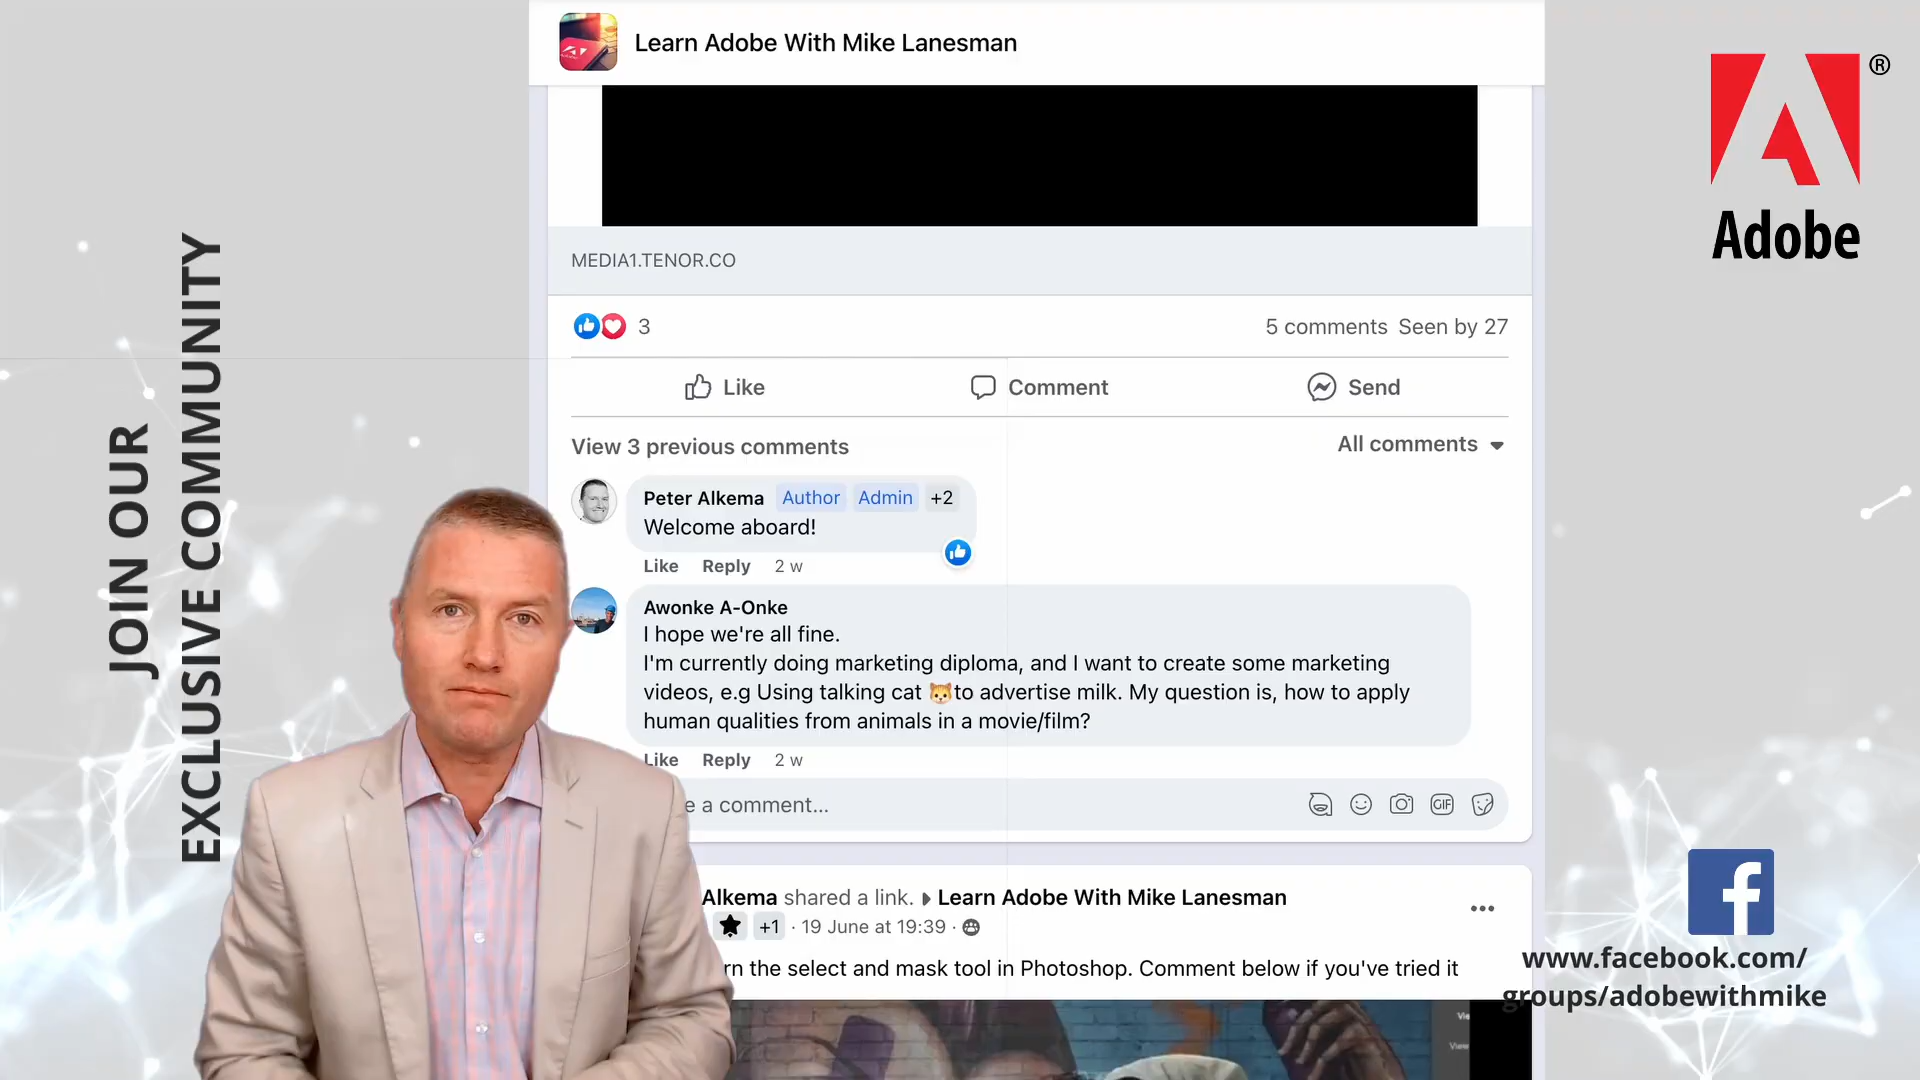 Learn Adobe With Mike Lanesman
®
Adobe
JOIN OUR
EXCLUSIVE COMMUNITY
MEDIA1.TENOR.CO
3
5 comments Seen by 27
Like
Comment
Send
View 3 previous comments
All comments
Peter Alkema Author Admin +2
Welcome aboard!
Like Reply 2 w
Awonke A-Onke
I hope we're all fine.
I'm currently doing marketing diploma, and I want to create some marketing
videos, e.g Using talking cat 🐱to advertise milk. My question is, how to apply
human qualities from animals in a movie/film?
Like Reply 2 w
a comment...
GIF
Alkema shared a link. Learn Adobe With Mike Lanesman
+1 · 19 June at 19:39 ·
the select and mask tool in Photoshop. Comment below if you've tried it
f
www.facebook.com/
groups/adobewithmike